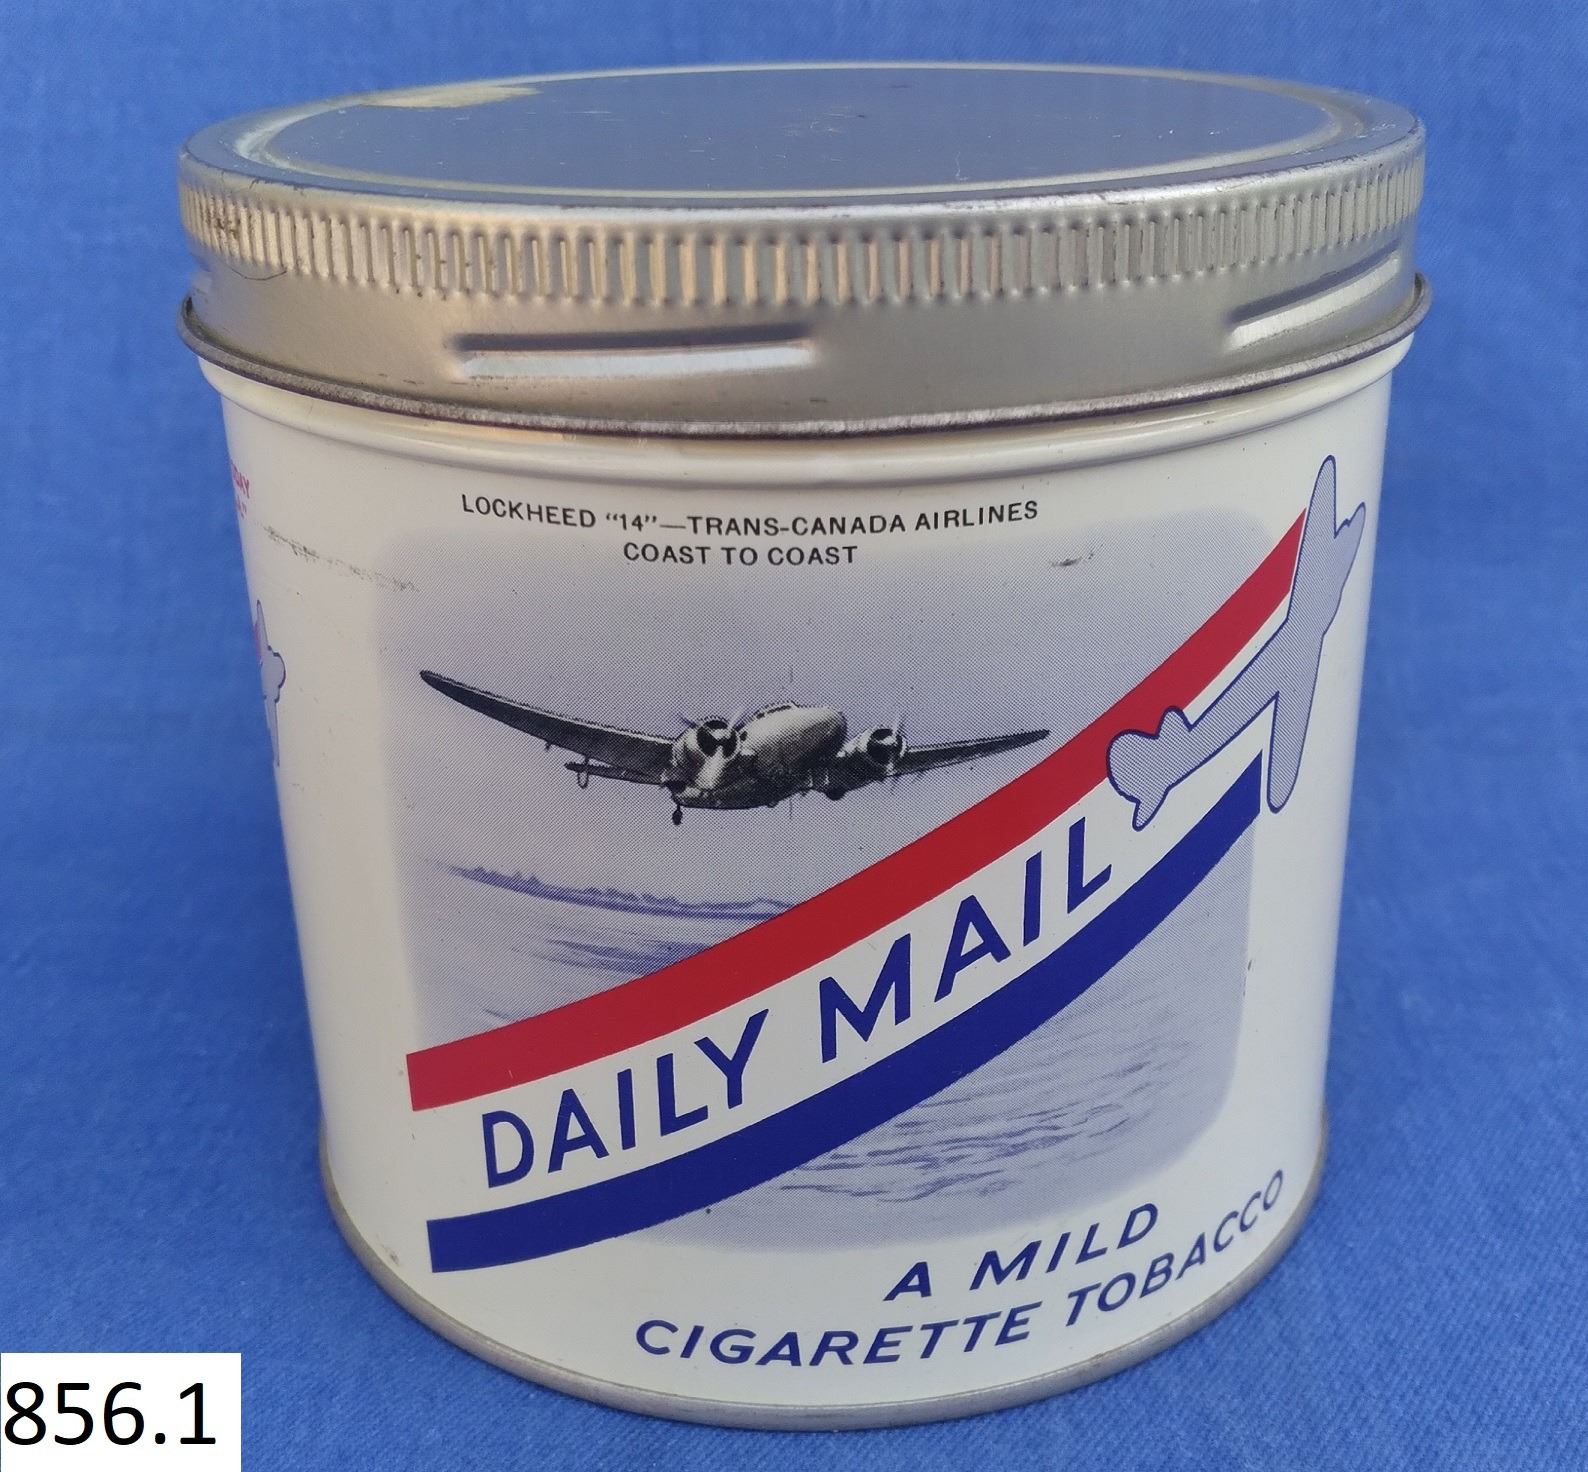 LOCKHEED “14”—TRANS-CANADA AIRLINES
COAST TO COAST
DAILY MAIL
A MILD
CIGARETTE TOBACCO
856.1